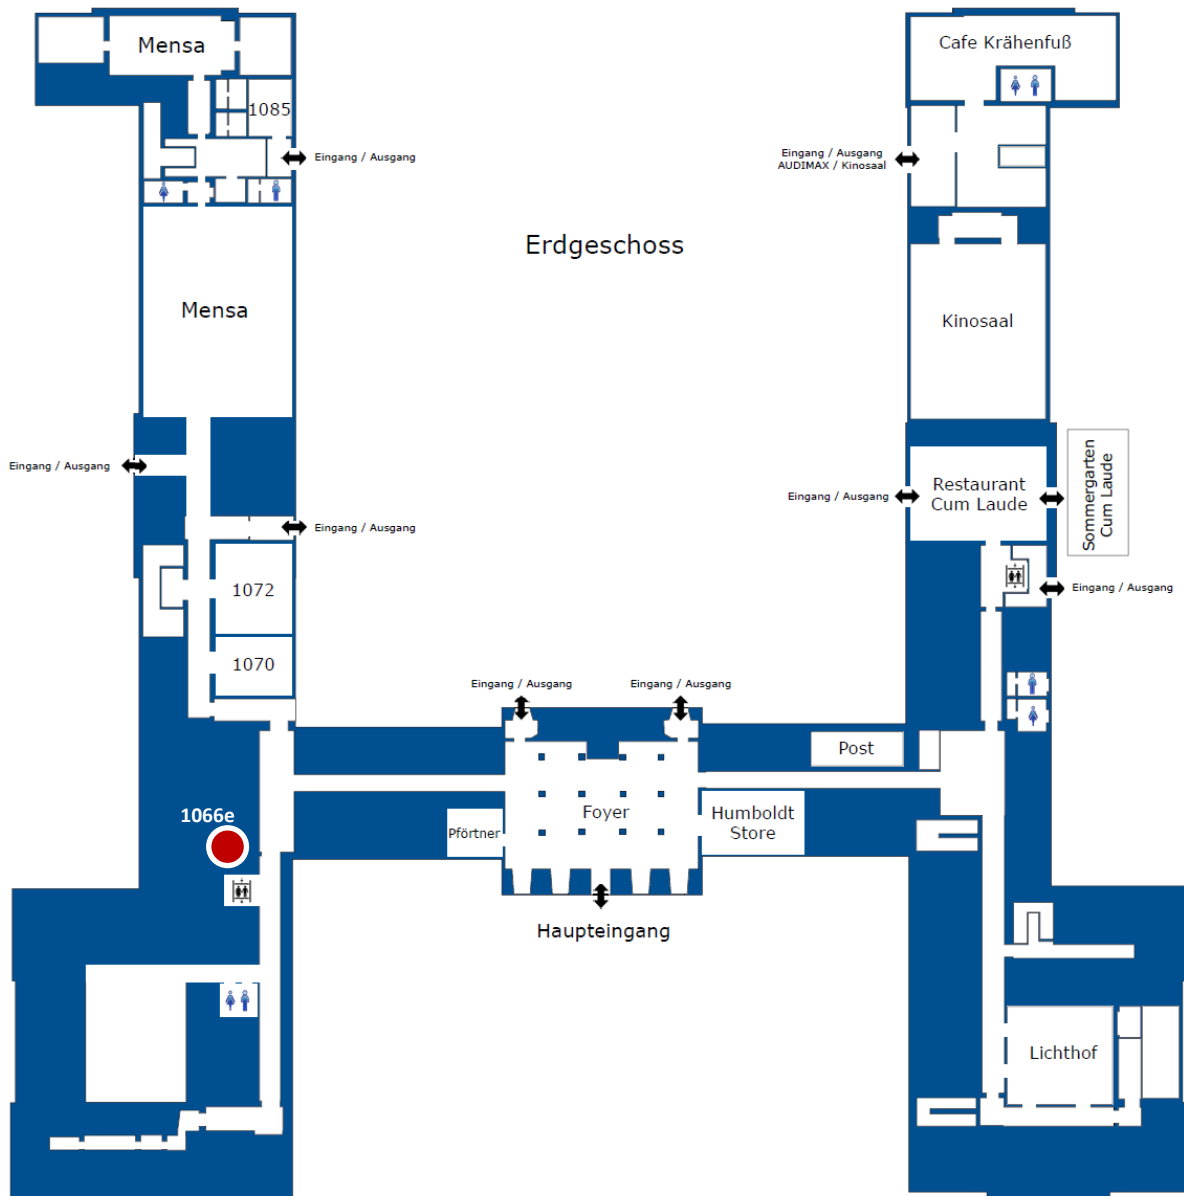 Mensa
Cafe Krähenfuß
1085
Eingang / Ausgang
Eingang / Ausgang
AUDIMAX / Kinosaal
Erdgeschoss
Mensa
Kinosaal
Eingang / Ausgang
Eingang / Ausgang
Restaurant
Cum Laude
Sommergarten
Cum Laude
Eingang / Ausgang
1072
Eingang / Ausgang
1070
Eingang / Ausgang
Eingang / Ausgang
Post
1066e
Foyer
Humboldt
Store
Pförtner
Haupteingang
Lichthof